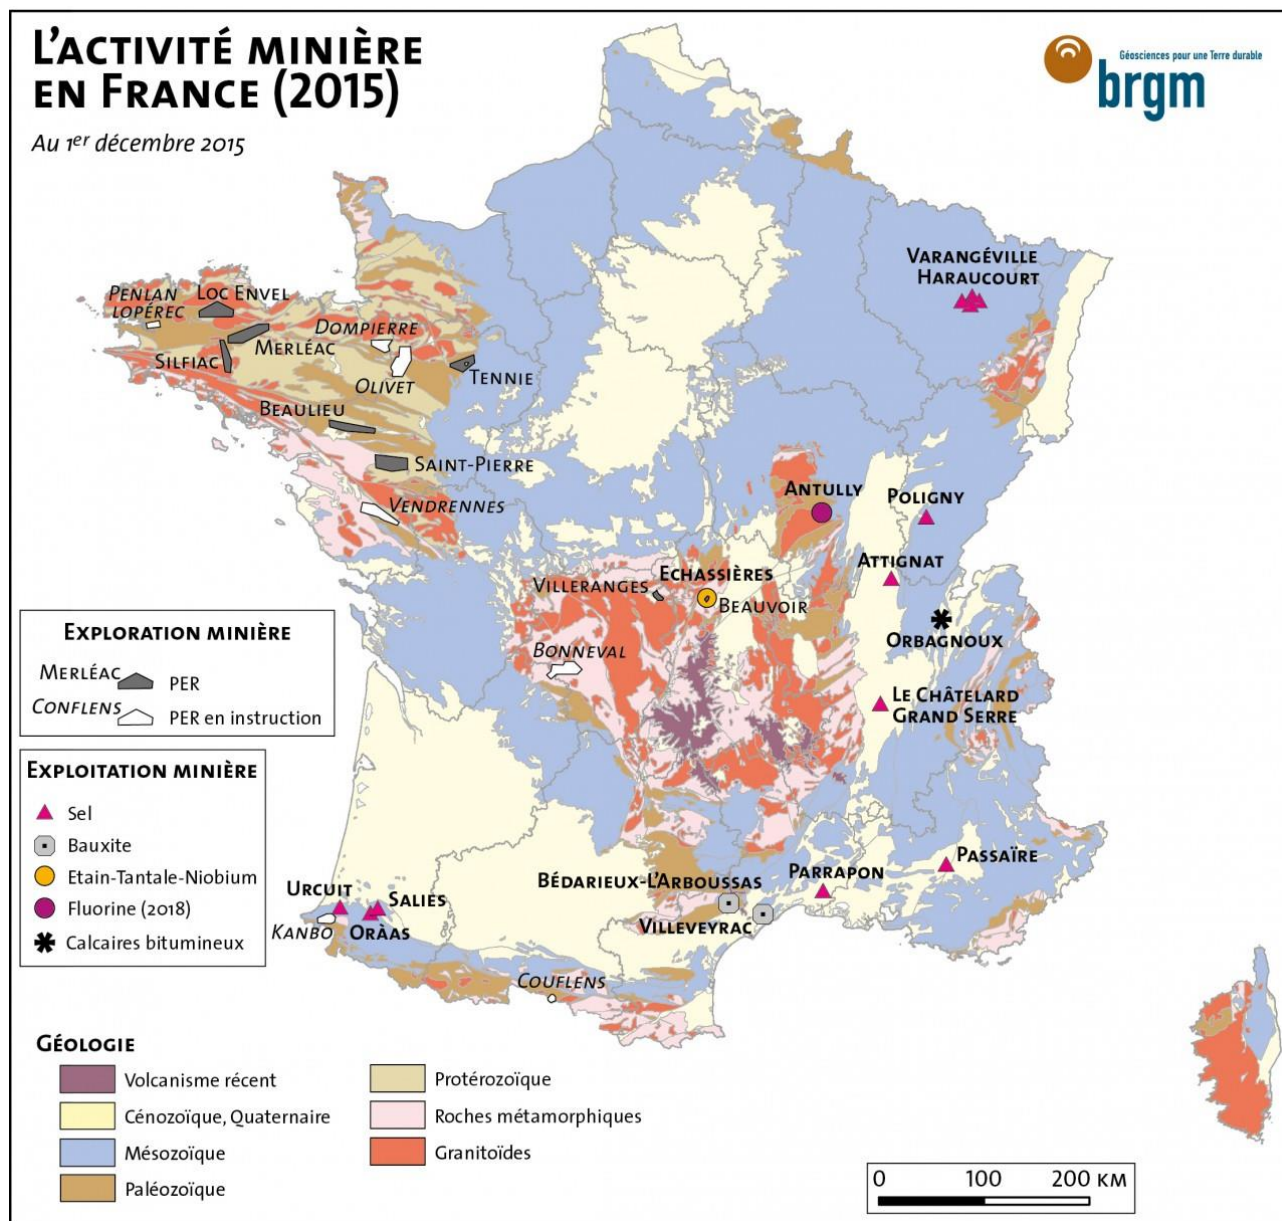 L'ACTIVITÉ MINIÈRE
EN FRANCE (2015)
Au 1er décembre 2015
Géosciences pour une Terre durable
brgm
VARANGÉVILLE
HARAUCOURT
PENLAN
LOPÉREC
LOC ENVEL
DOMPIERRE
MERLÉAC
SILFIAC
OLIVET
TENNIE
BEAULIEU
SAINT-PIERRE
VENDRENNES
ANTULLY
POLIGNY
ATTIGNAT
ECHASSIÈRES
VILLERANGES
BEAUVOIR
ORBAGNOUX
BONNEVAL
LE CHÂTELARD
GRAND SERRE
PASSAÏRE
PARRAPON
BÉDARIEUX-L'ARBOUSSAS
VILLEVEYRAC
URCUIT
SALIES
KANBO
ORÀAS
COUFLENS
EXPLORATION MINIÈRE
MERLÉAC PER
CONFLENS PER en instruction
EXPLOITATION MINIÈRE
Sel
Bauxite
Etain-Tantale-Niobium
Fluorine (2018)
Calcaires bitumineux
GÉOLOGIE
Volcanisme récent
Cénozoïque, Quaternaire
Mésozoïque
Paléozoïque
Protérozoïque
Roches métamorphiques
Granitoïdes
0 100 200 KM